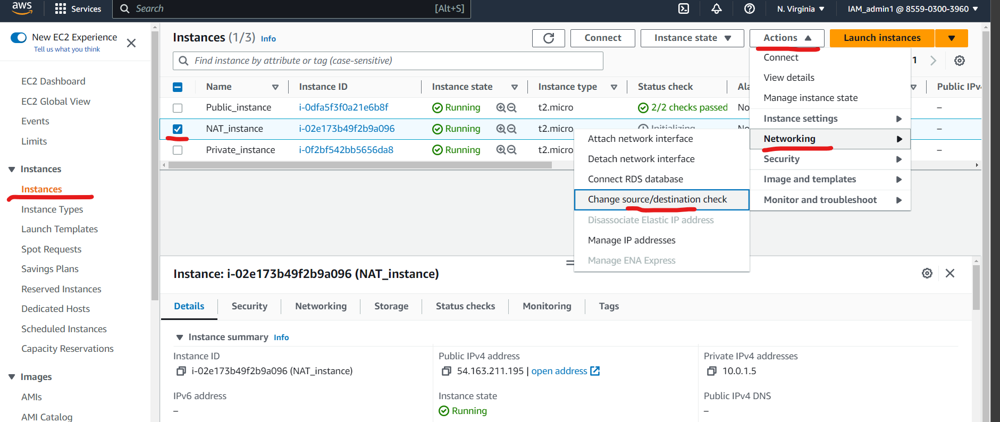 aws Services Search [Alt+S] N. Virginia IAM_admin1 @ 8559-0300-3960
New EC2 Experience
Tell us what you think
EC2 Dashboard
EC2 Global View
Events
Limits
Instances
Instances
Instance Types
Launch Templates
Spot Requests
Savings Plans
Reserved Instances
Dedicated Hosts
Scheduled Instances
Capacity Reservations
Images
AMIs
AMI Catalog
Instances (1/3) Info Connect Instance state Actions Launch instances
Find instance by attribute or tag (case-sensitive) 1
Name Instance ID Instance state Instance type Status check Ala Public IPv4
Public_instance i-0dfa5f3f0a21e6b8f Running t2.micro 2/2 checks passed No –
NAT_instance i-02e173b49f2b9a096 Running t2.micro Initializing No –
Private_instance i-0f2bf542bb5656da8 Running t2.micro –
Connect
View details
Manage instance state
Instance settings
Networking
Security
Image and templates
Monitor and troubleshoot
Attach network interface
Detach network interface
Connect RDS database
Change source/destination check
Disassociate Elastic IP address
Manage IP addresses
Manage ENA Express
Instance: i-02e173b49f2b9a096 (NAT_instance)
Details Security Networking Storage Status checks Monitoring Tags
Instance summary Info
Instance ID Public IPv4 address Private IPv4 addresses
i-02e173b49f2b9a096 (NAT_instance) 54.163.211.195 | open address 10.0.1.5
IPv6 address Instance state Public IPv4 DNS
– Running –